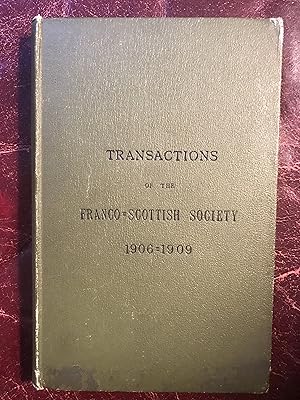 TRANSACTIONS
OF THE
FRANCO=SCOTTISH SOCIETY
1906=1909